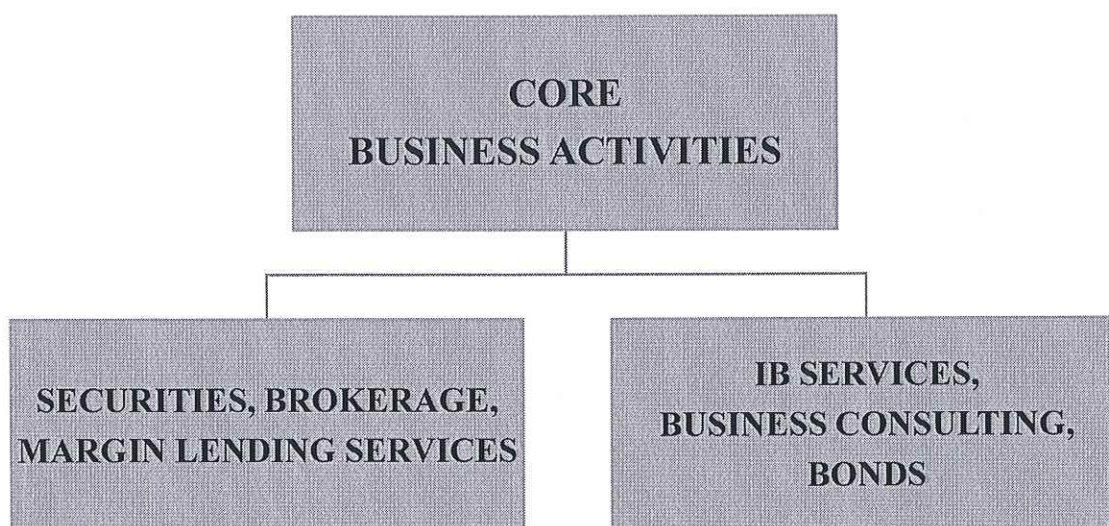 CORE
BUSINESS ACTIVITIES
SECURITIES, BROKERAGE,
MARGIN LENDING SERVICES
IB SERVICES,
BUSINESS CONSULTING,
BONDS